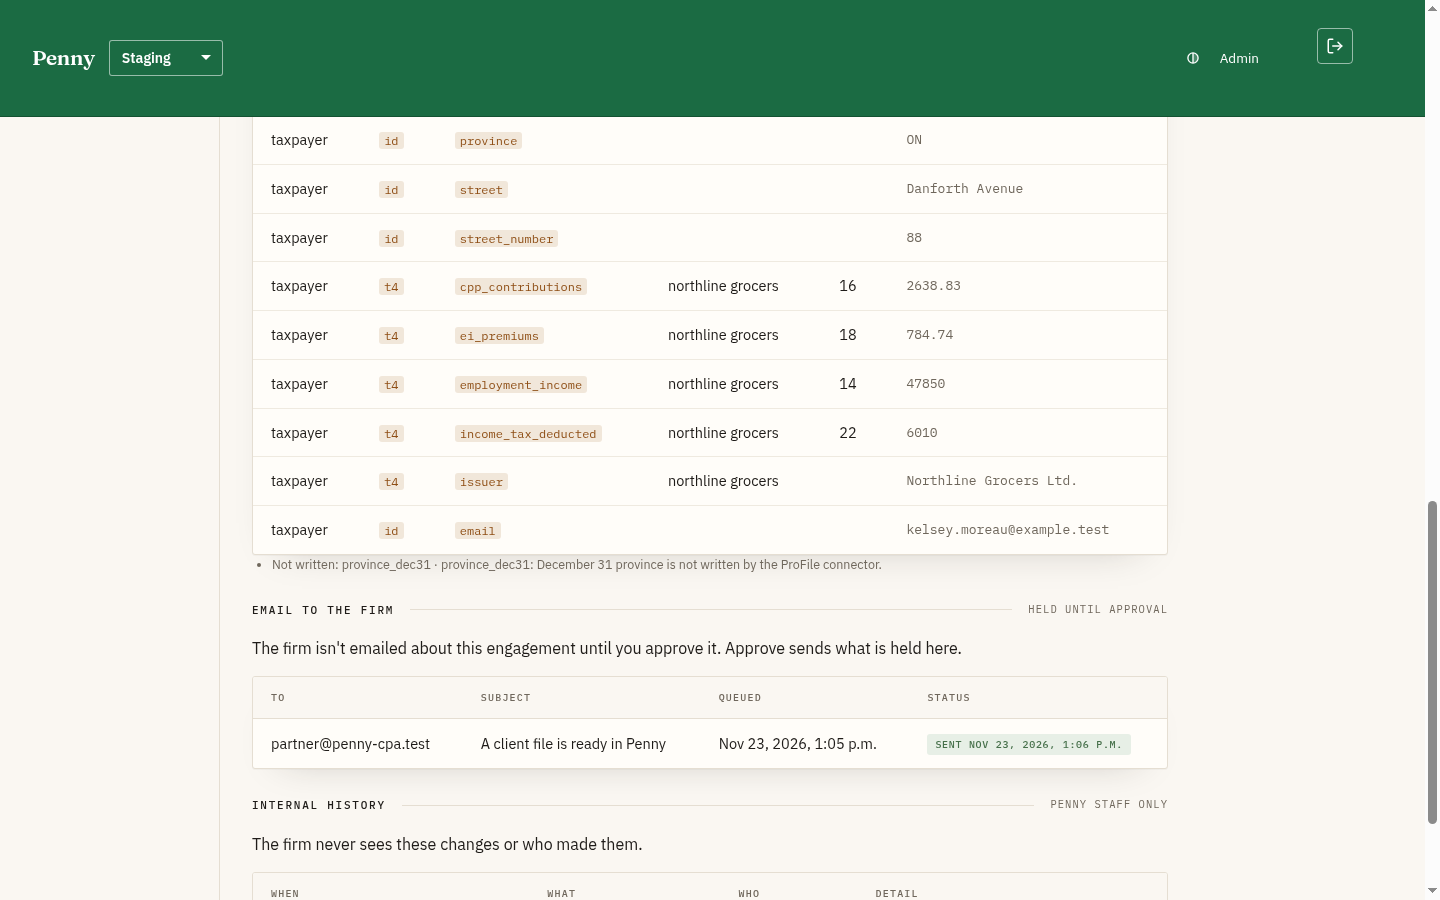 Penny Staging Admin
taxpayer id province ON
taxpayer id street Danforth Avenue
taxpayer id street_number 88
taxpayer t4 cpp_contributions northline grocers 16 2638.83
taxpayer t4 ei_premiums northline grocers 18 784.74
taxpayer t4 employment_income northline grocers 14 47850
taxpayer t4 income_tax_deducted northline grocers 22 6010
taxpayer t4 issuer northline grocers Northline Grocers Ltd.
taxpayer id email kelsey.moreau@example.test
• Not written: province_dec31 · province_dec31: December 31 province is not written by the ProFile connector.
EMAIL TO THE FIRM HELD UNTIL APPROVAL
The firm isn't emailed about this engagement until you approve it. Approve sends what is held here.
TO SUBJECT QUEUED STATUS
partner@penny-cpa.test A client file is ready in Penny Nov 23, 2026, 1:05 p.m. SENT NOV 23, 2026, 1:06 P.M.
INTERNAL HISTORY PENNY STAFF ONLY
The firm never sees these changes or who made them.
WHEN WHAT WHO DETAIL